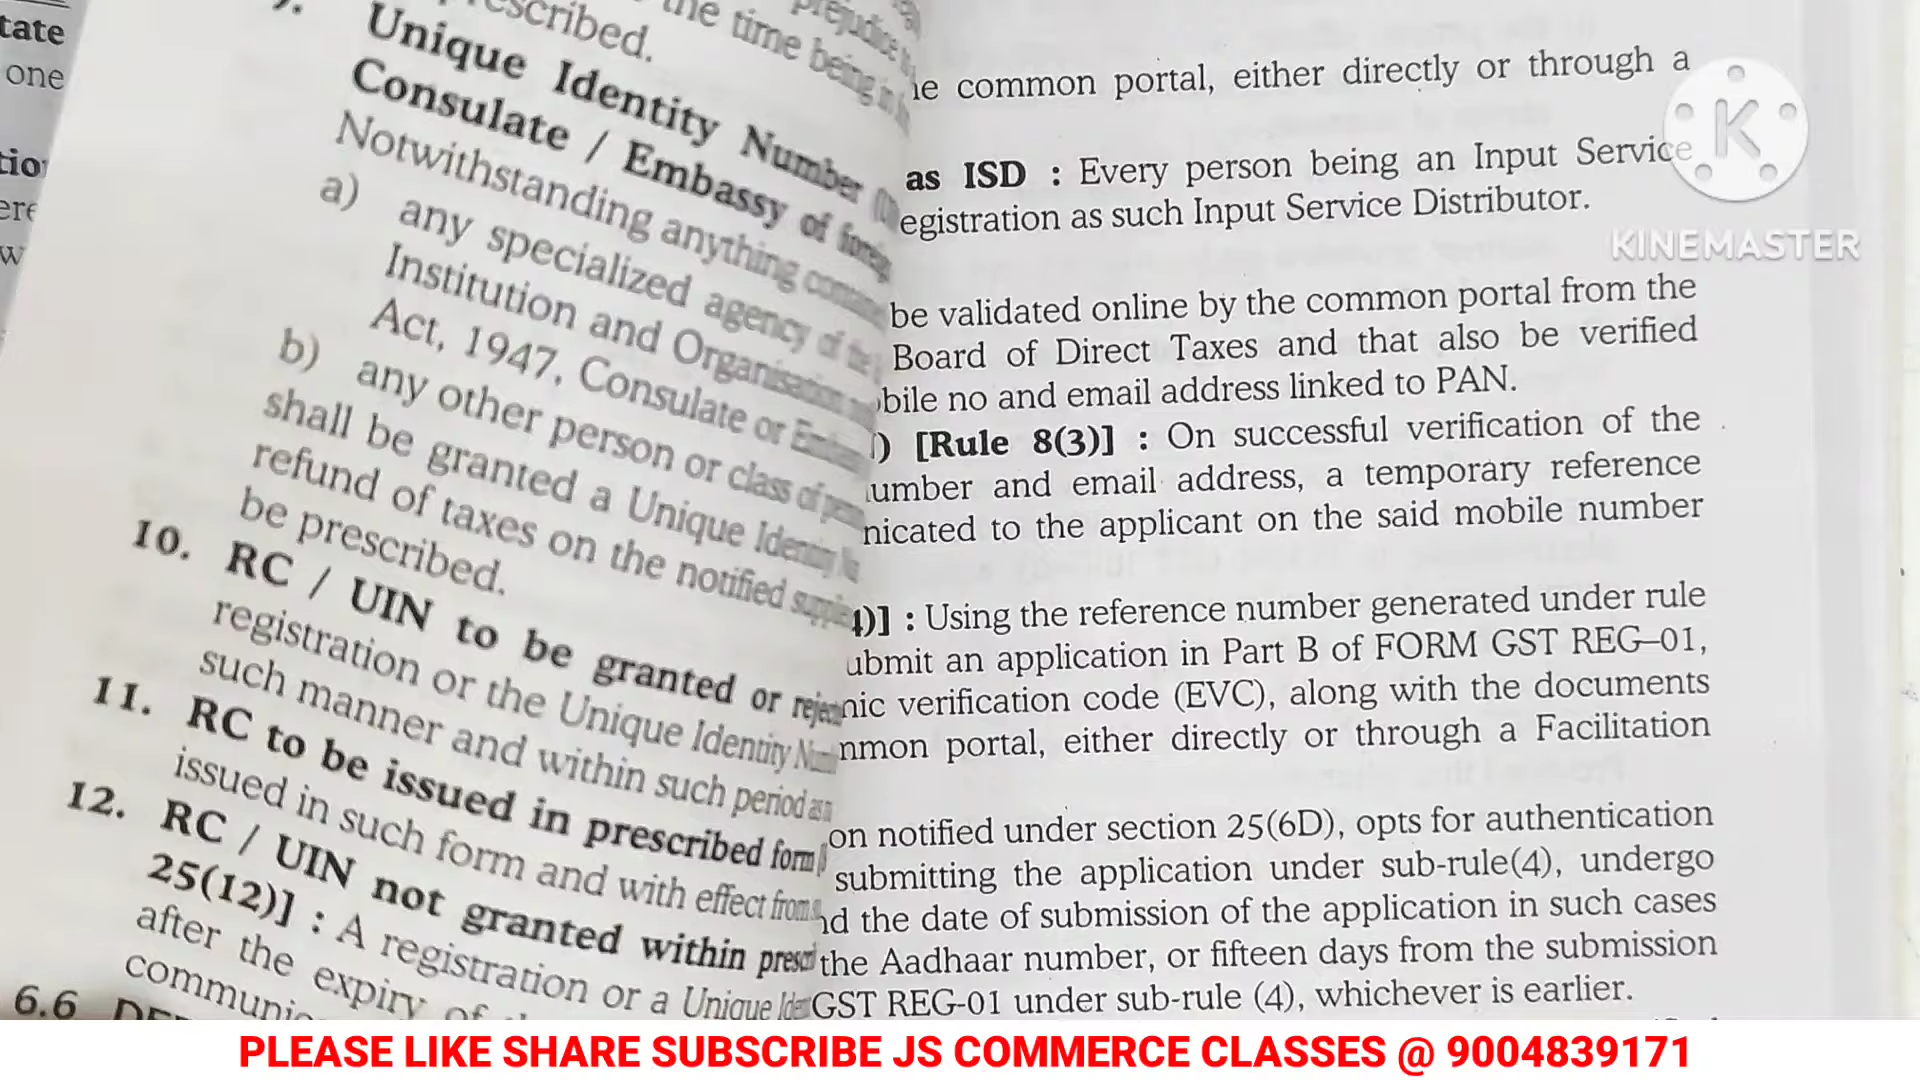 tate
one
ere
w
prejudice
the time being in
escribed.
Unique Identity Number
Consulate / Embassy of
Notwithstanding anything
a) any specialized agency of the
Institution and Organisation
Act, 1947, Consulate or
b) any other person or class of
shall be granted a Unique Identity
refund of taxes on the notified
be prescribed.
10. RC / UIN to be granted or
registration or the Unique Identity
such manner and within such period as
11. RC to be issued in prescribed form
issued in such form and with effect from
12. RC / UIN not granted within
25(12)] : A registration or a Unique
after the expiry of
6.6
common portal, either directly or through a
as ISD : Every person being an Input Service
egistration as such Input Service Distributor.
be validated online by the common portal from the
Board of Direct Taxes and that also be verified
bile no and email address linked to PAN.
) [Rule 8(3)] : On successful verification of the
umber and email address, a temporary reference
nicated to the applicant on the said mobile number
4)] : Using the reference number generated under rule
ubmit an application in Part B of FORM GST REG–01,
nic verification code (EVC), along with the documents
nmon portal, either directly or through a Facilitation
on notified under section 25(6D), opts for authentication
submitting the application under sub-rule(4), undergo
nd the date of submission of the application in such cases
the Aadhaar number, or fifteen days from the submission
GST REG-01 under sub-rule (4), whichever is earlier.
K
KINEMASTER
PLEASE LIKE SHARE SUBSCRIBE JS COMMERCE CLASSES @ 9004839171